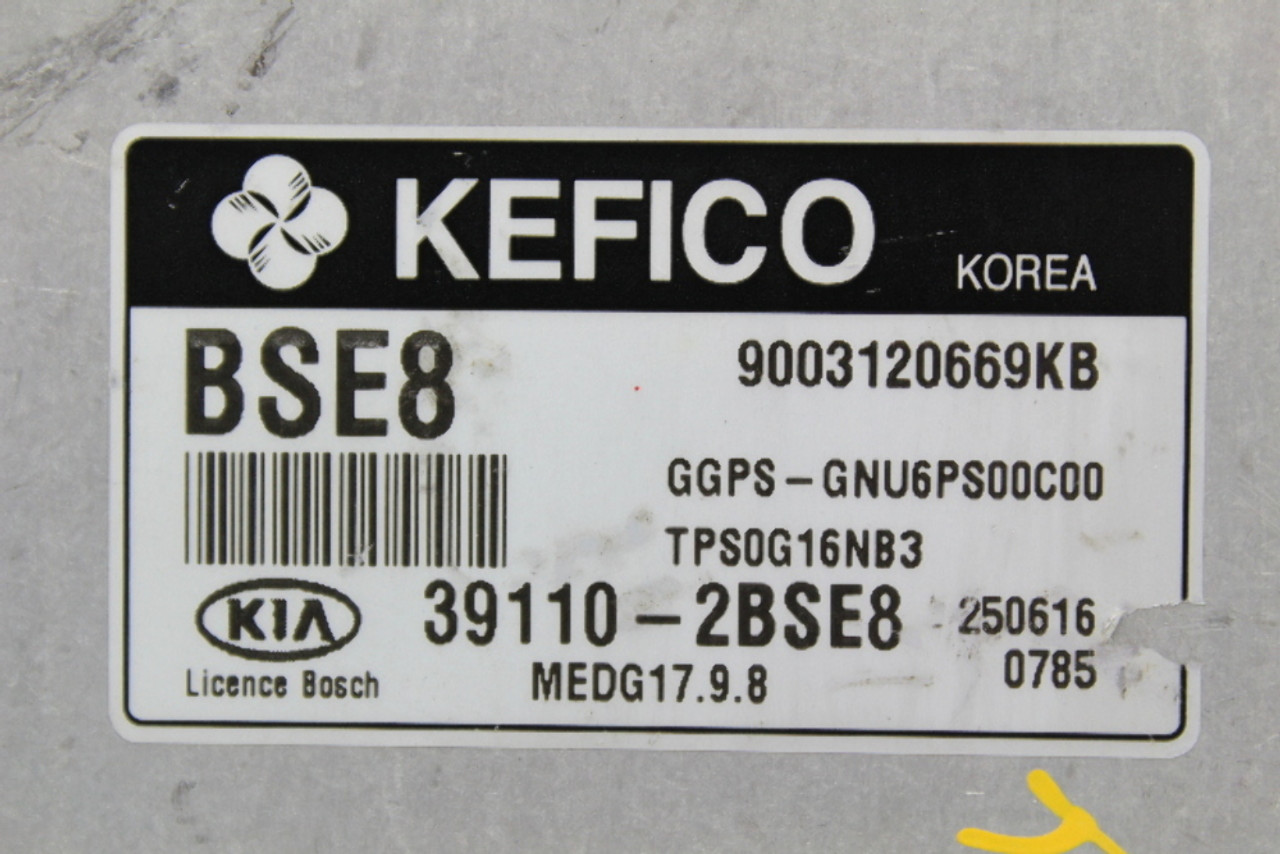 KEFICO KOREA
BSE8 9003120669KB
GGPS-GNU6PS00C00
TPS0G16NB3
KIA 39110-2BSE8 250616
Licence Bosch MEDG17.9.8 0785